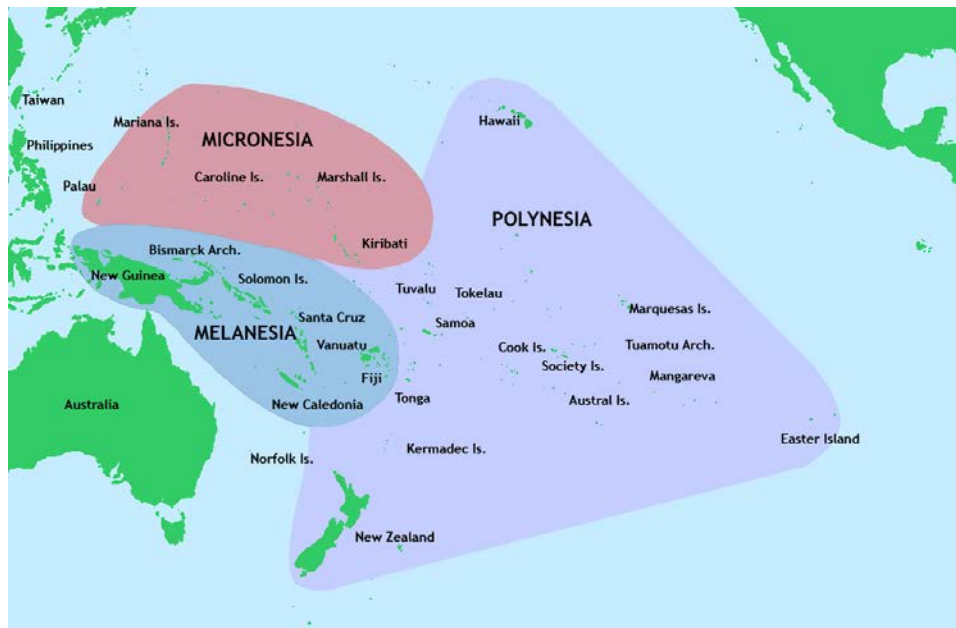 Taiwan
Hawaii
Mariana Is.
MICRONESIA
Philippines
Caroline Is.
Marshall Is.
Palau
POLYNESIA
Kiribati
Bismarck Arch.
New Guinea
Solomon Is.
Tuvalu
Tokelau
Marquesas Is.
Santa Cruz
Samoa
MELANESIA
Vanuatu
Cook Is.
Tuamotu Arch.
Society Is.
Fiji
Mangareva
Tonga
Austral Is.
Australia
New Caledonia
Easter Island
Kermadec Is.
Norfolk Is.
New Zealand